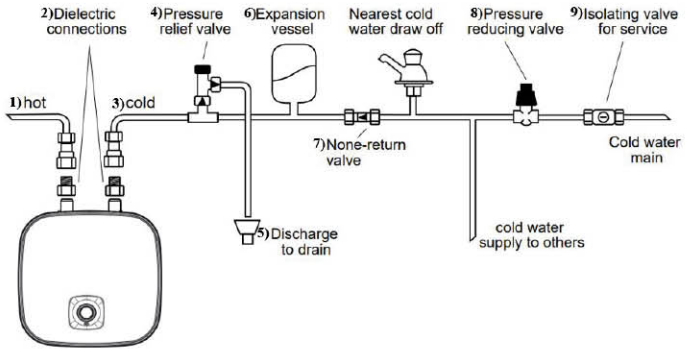 2)Dielectric
connections
4)Pressure
relief valve
6)Expansion
vessel
Nearest cold
water draw off
8)Pressure
reducing valve
9)Isolating valve
for service
1)hot
3)cold
7)None-return
valve
Cold water
main
5)Discharge
to drain
cold water
supply to others